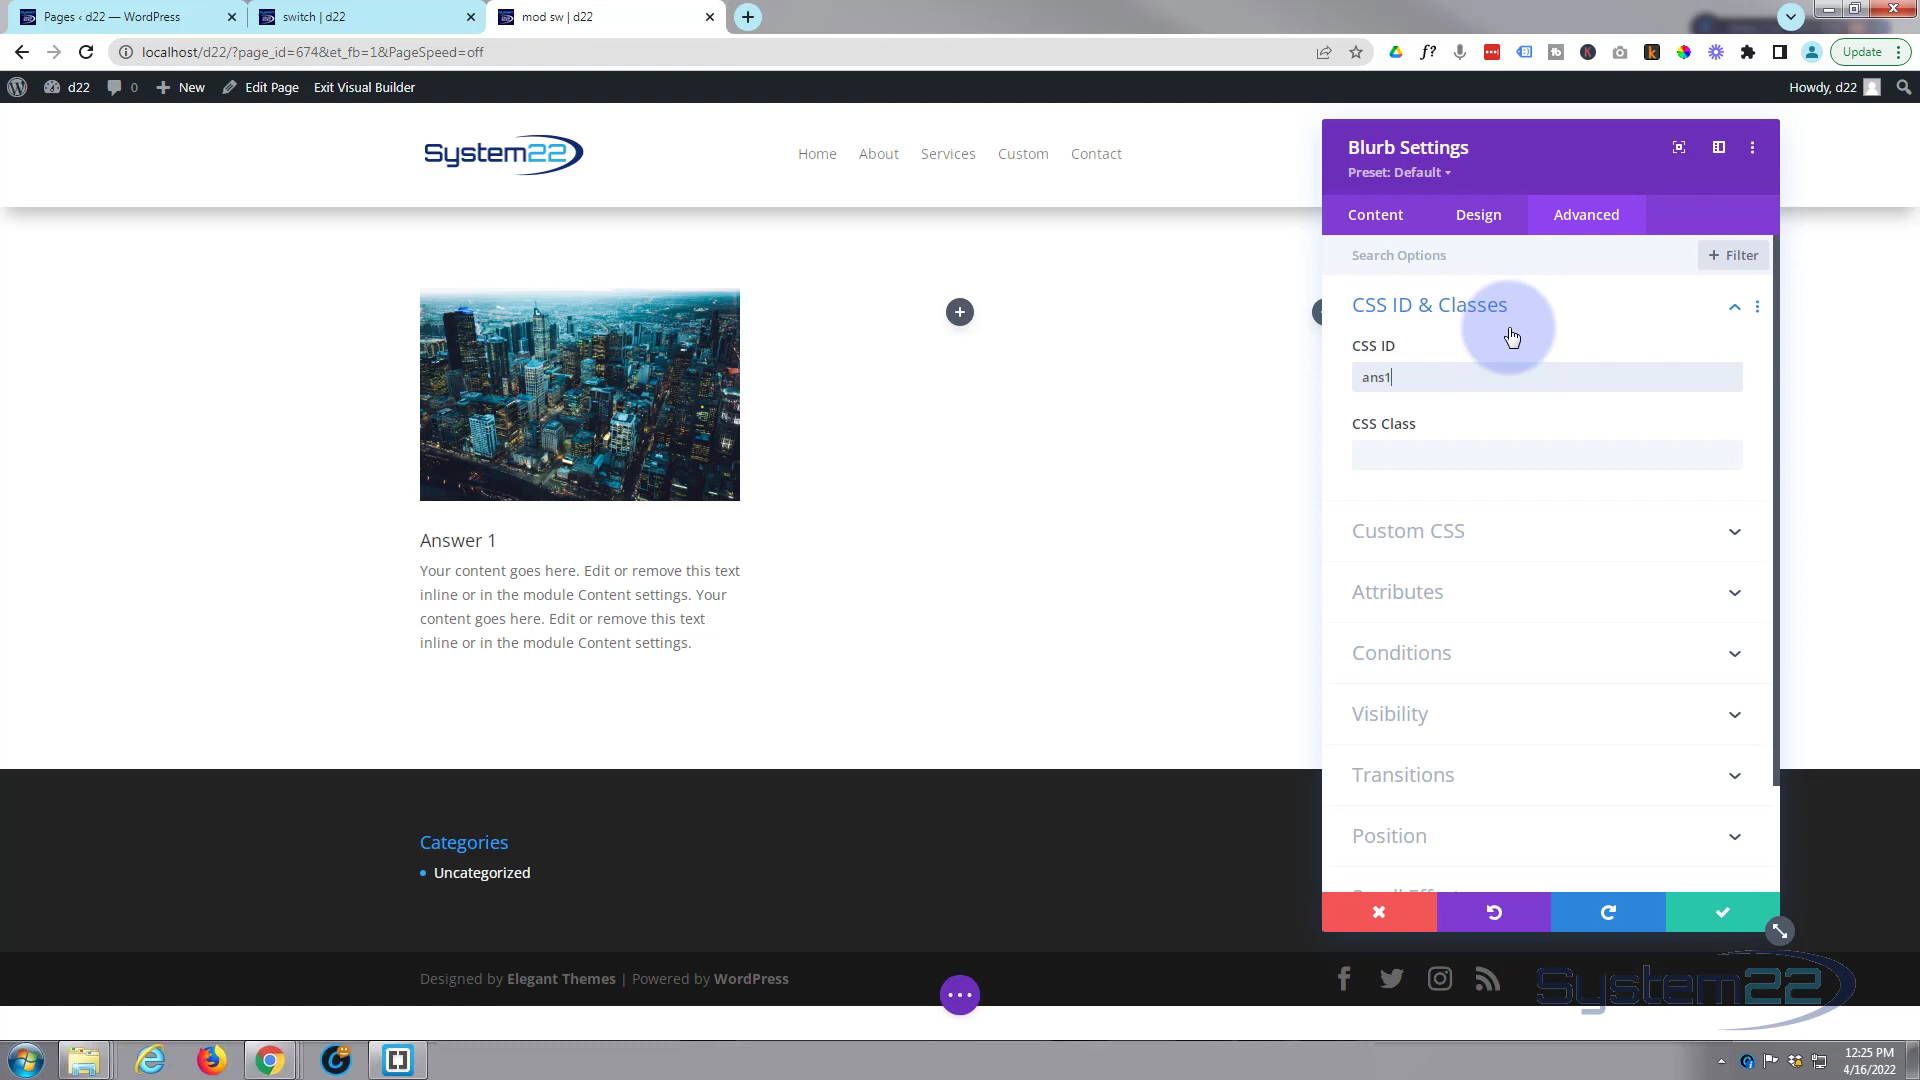 Pages ‹ d22 — WordPress
switch | d22
mod sw | d22
localhost/d22/?page_id=674&et_fb=1&PageSpeed=off
Update
d22
0
New
Edit Page
Exit Visual Builder
Howdy, d22
System22
Home
About
Services
Custom
Contact
Blurb Settings
Preset: Default
Content
Design
Advanced
Search Options
+ Filter
CSS ID & Classes
CSS ID
ans1
CSS Class
Custom CSS
Attributes
Conditions
Visibility
Transitions
Position
Answer 1
Your content goes here. Edit or remove this text
inline or in the module Content settings. Your
content goes here. Edit or remove this text
inline or in the module Content settings.
Categories
Uncategorized
Designed by Elegant Themes | Powered by WordPress
System22
12:25 PM
4/16/2022